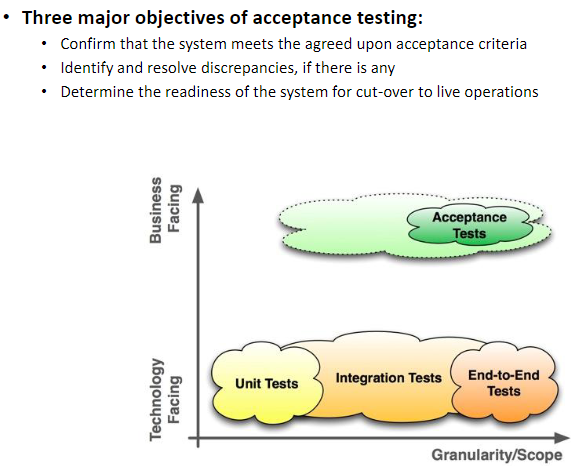 • Three major objectives of acceptance testing:
• Confirm that the system meets the agreed upon acceptance criteria
• Identify and resolve discrepancies, if there is any
• Determine the readiness of the system for cut-over to live operations
Business
Facing
Acceptance
Tests
Technology
Facing
Unit Tests
Integration Tests
End-to-End
Tests
Granularity/Scope